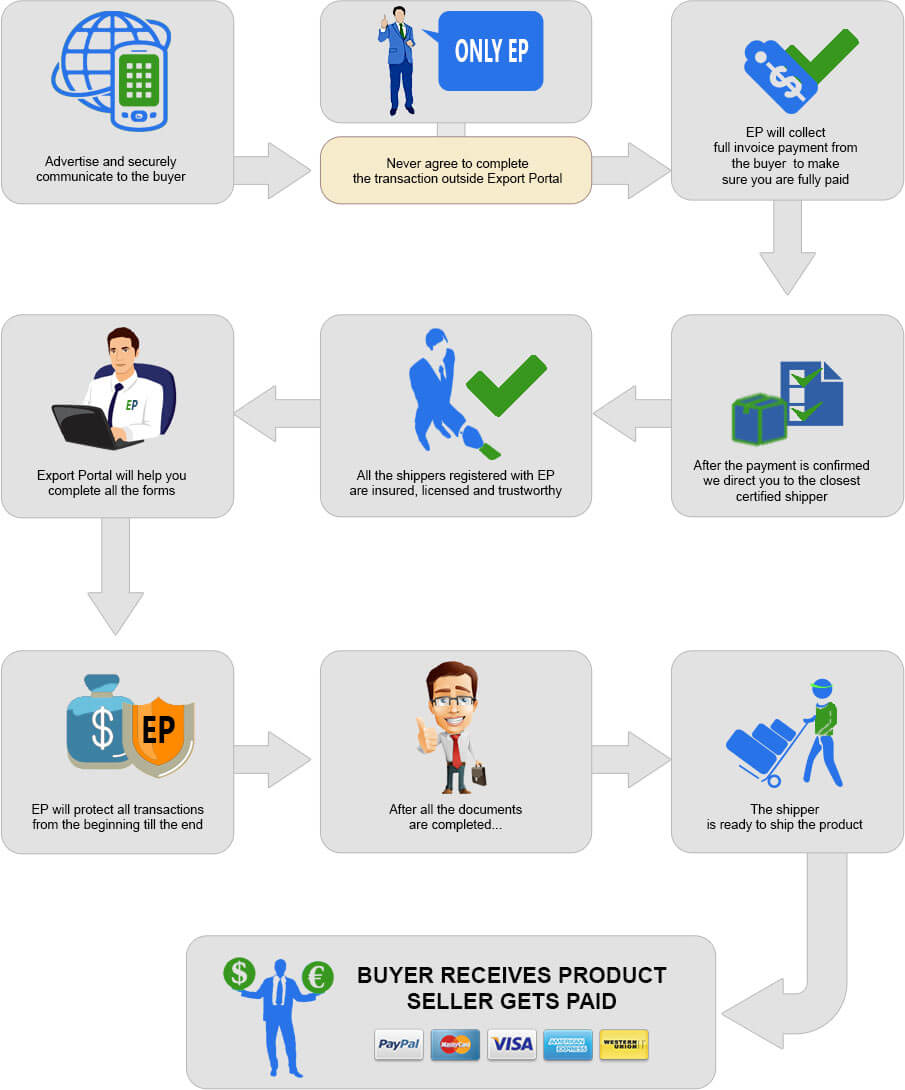 ONLY EP
Advertise and securely
communicate to the buyer
Never agree to complete
the transaction outside Export Portal
$
EP will collect
full invoice payment from
the buyer to make
sure you are fully paid
EP
Export Portal will help you
complete all the forms
All the shippers registered with EP
are insured, licensed and trustworthy
After the payment is confirmed
we direct you to the closest
certified shipper
$
EP
EP will protect all transactions
from the beginning till the end
After all the documents
are completed...
The shipper
is ready to ship the product
$ €
BUYER RECEIVES PRODUCT
SELLER GETS PAID
PayPal
MasterCard
VISA
AMERICAN
EXPRESS
WESTERN
UNION